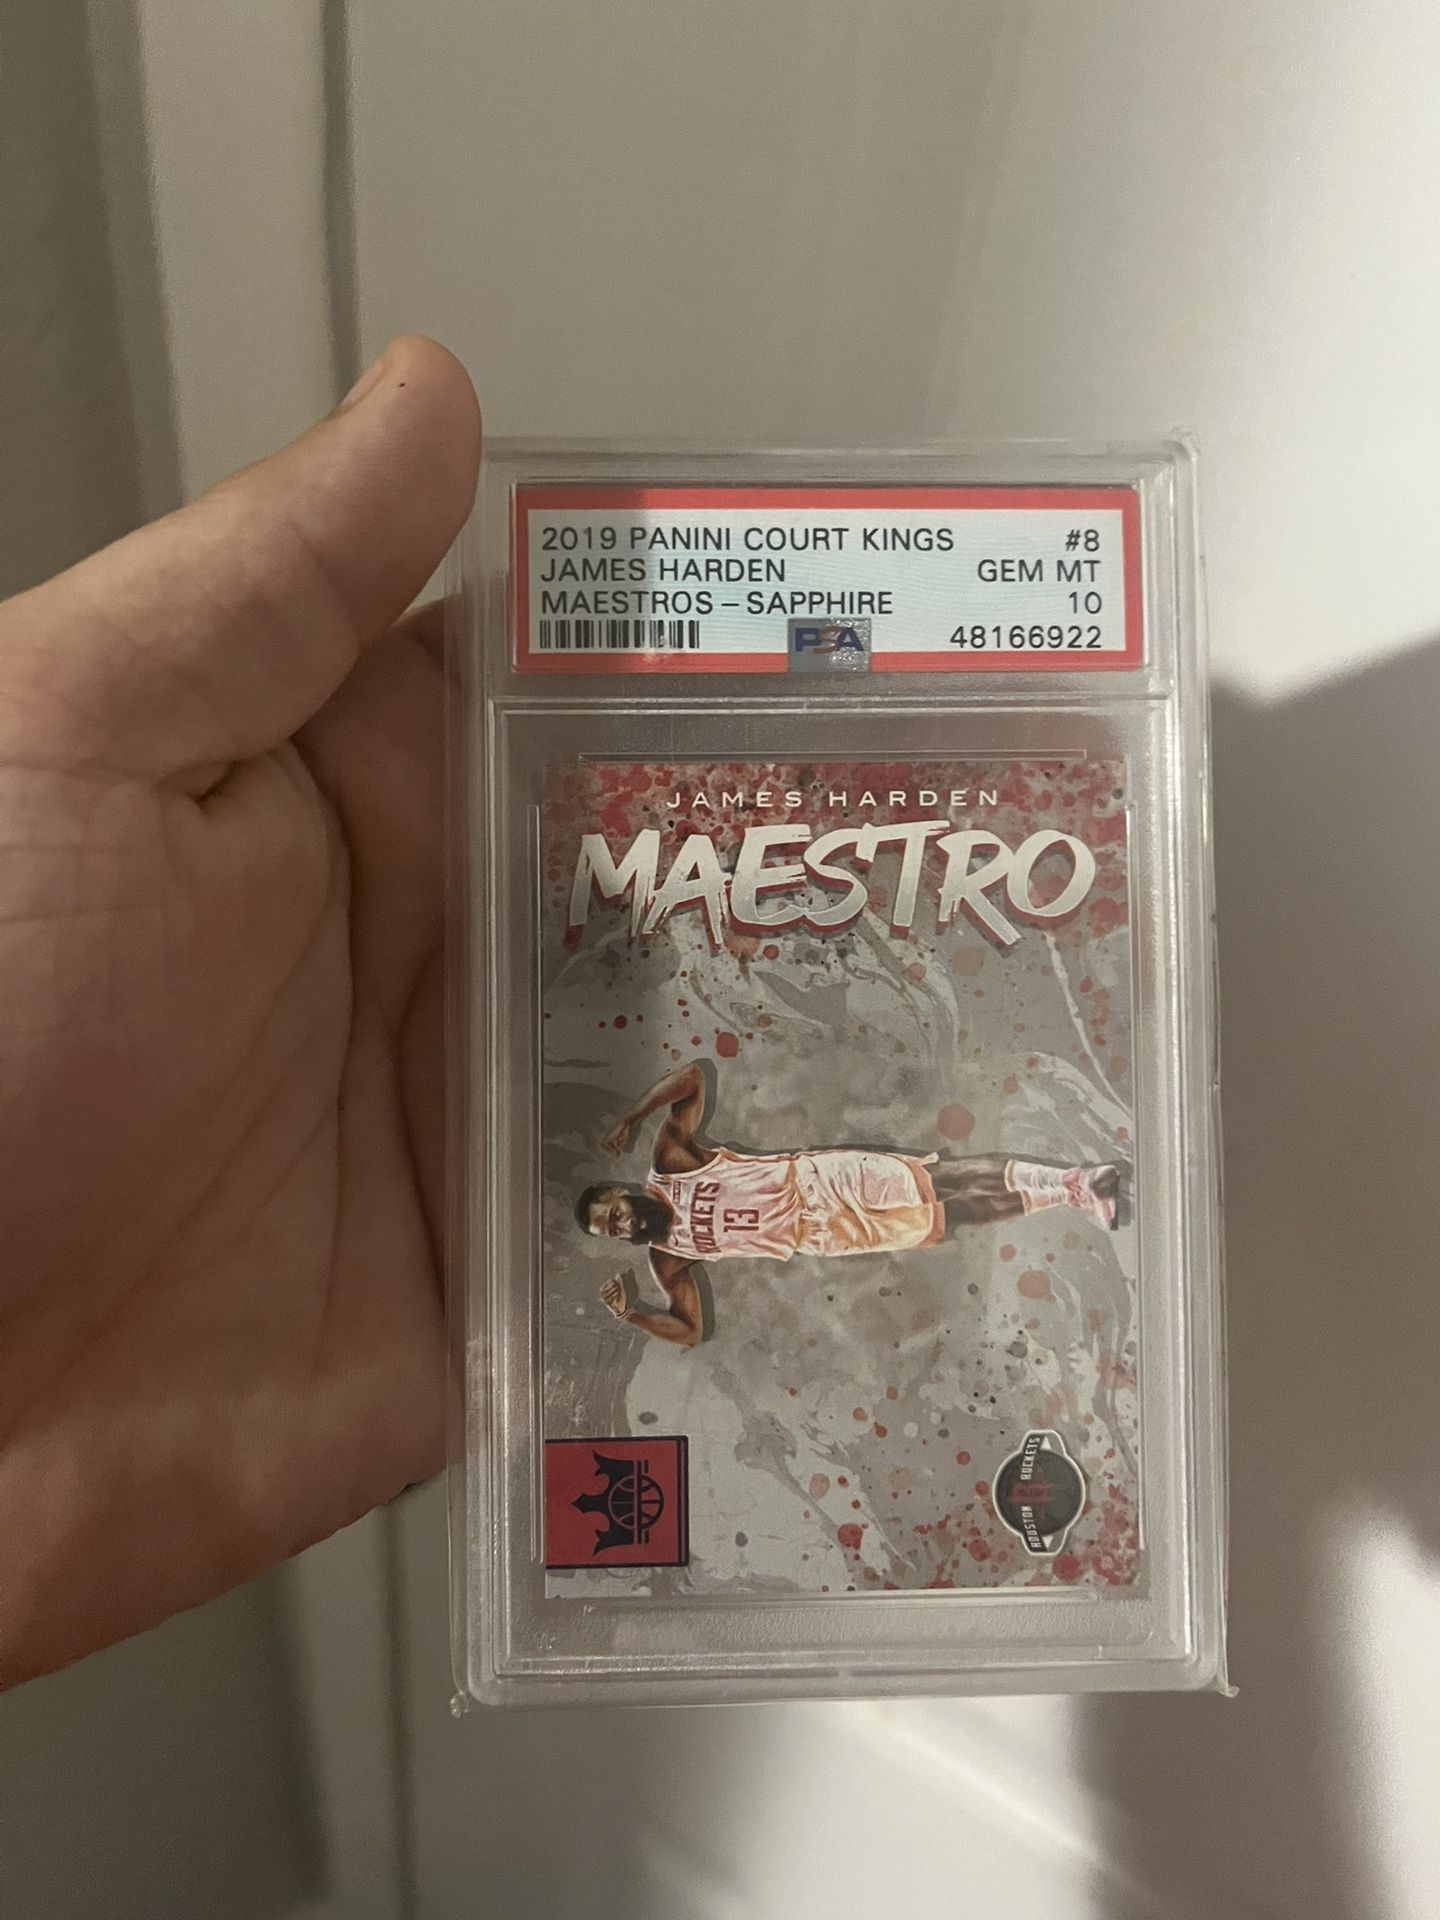 2019 PANINI COURT KINGS #8
JAMES HARDEN GEM MT
MAESTROS – SAPPHIRE 10
PSA 48166922
JAMES HARDEN
MAESTRO
ROCKETS
13
HOUSTON ROCKETS